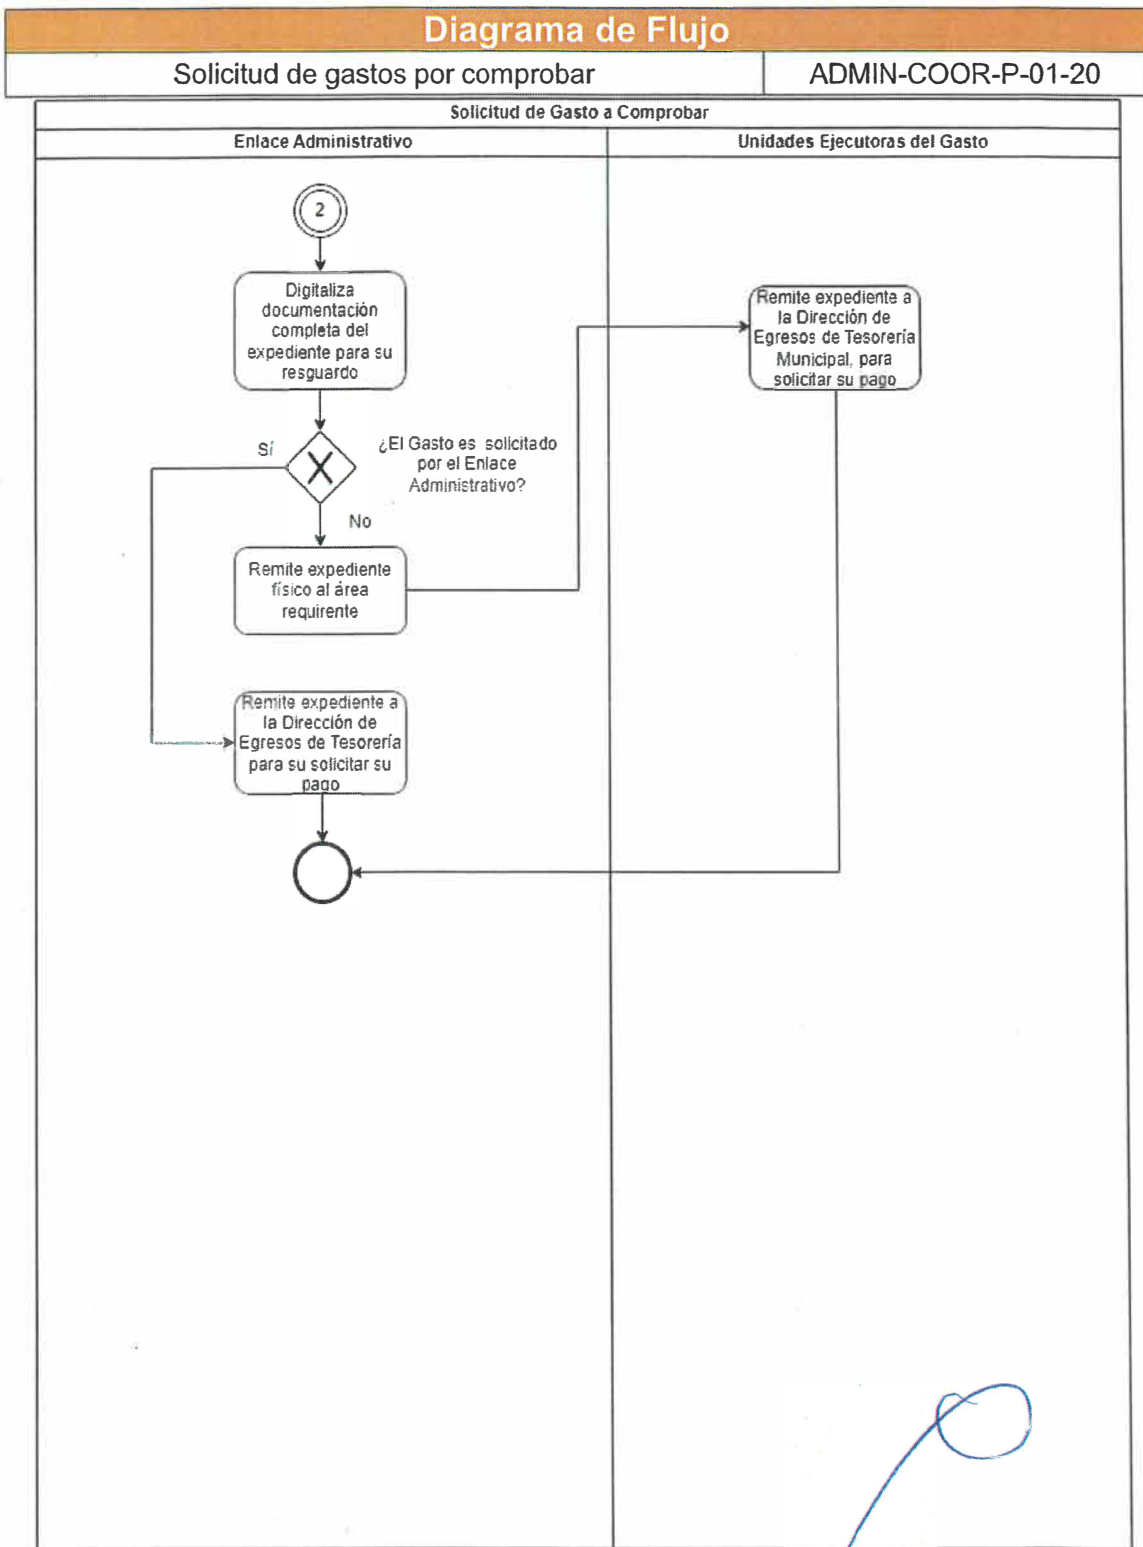 Diagrama de Flujo
Solicitud de gastos por comprobar
ADMIN-COOR-P-01-20
Solicitud de Gasto a Comprobar
Enlace Administrativo
Unidades Ejecutoras del Gasto
2
Digitaliza
documentación
completa del
expediente para su
resguardo
Remite expediente a
la Dirección de
Egresos de Tesorería
Municipal, para
solicitar su pago
Sí
¿El Gasto es solicitado
por el Enlace
Administrativo?
No
Remite expediente
físico al área
requirente
Remite expediente a
la Dirección de
Egresos de Tesorería
para su solicitar su
pago